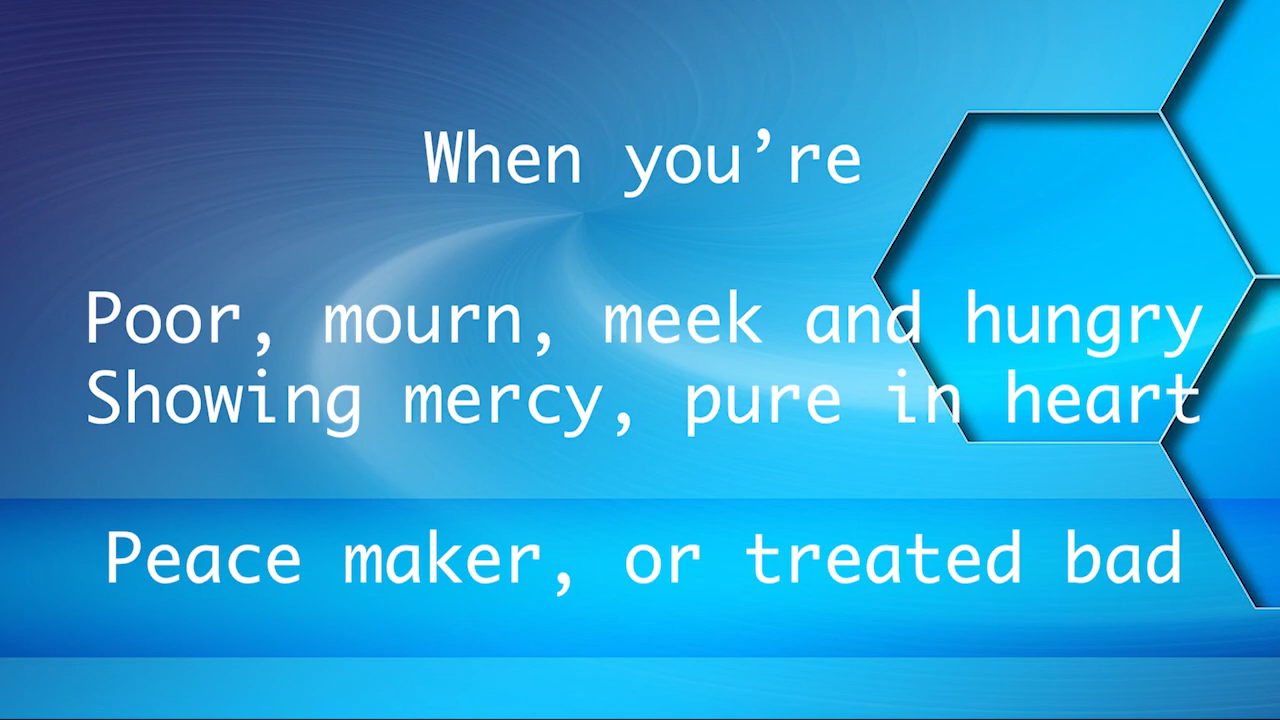 When you’re
Poor, mourn, meek and hungry
Showing mercy, pure in heart
Peace maker, or treated bad